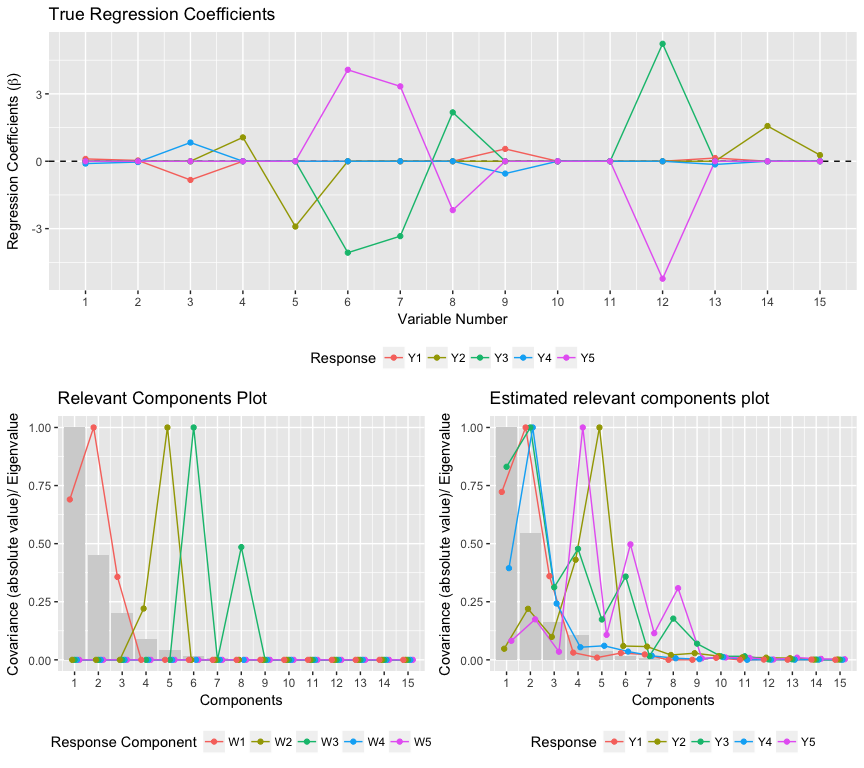 True Regression Coefficients
Regression Coefficients (β)
3
0
-3
1 2 3 4 5 6 7 8 9 10 11 12 13 14 15
Variable Number
Response Y1 Y2 Y3 Y4 Y5
Relevant Components Plot
Covariance (absolute value)/ Eigenvalue
1.00
0.75
0.50
0.25
0.00
1 2 3 4 5 6 7 8 9 10 11 12 13 14 15
Components
Response Component W1 W2 W3 W4 W5
Estimated relevant components plot
Covariance (absolute value)/ Eigenvalue
1.00
0.75
0.50
0.25
0.00
1 2 3 4 5 6 7 8 9 10 11 12 13 14 15
Components
Response Y1 Y2 Y3 Y4 Y5